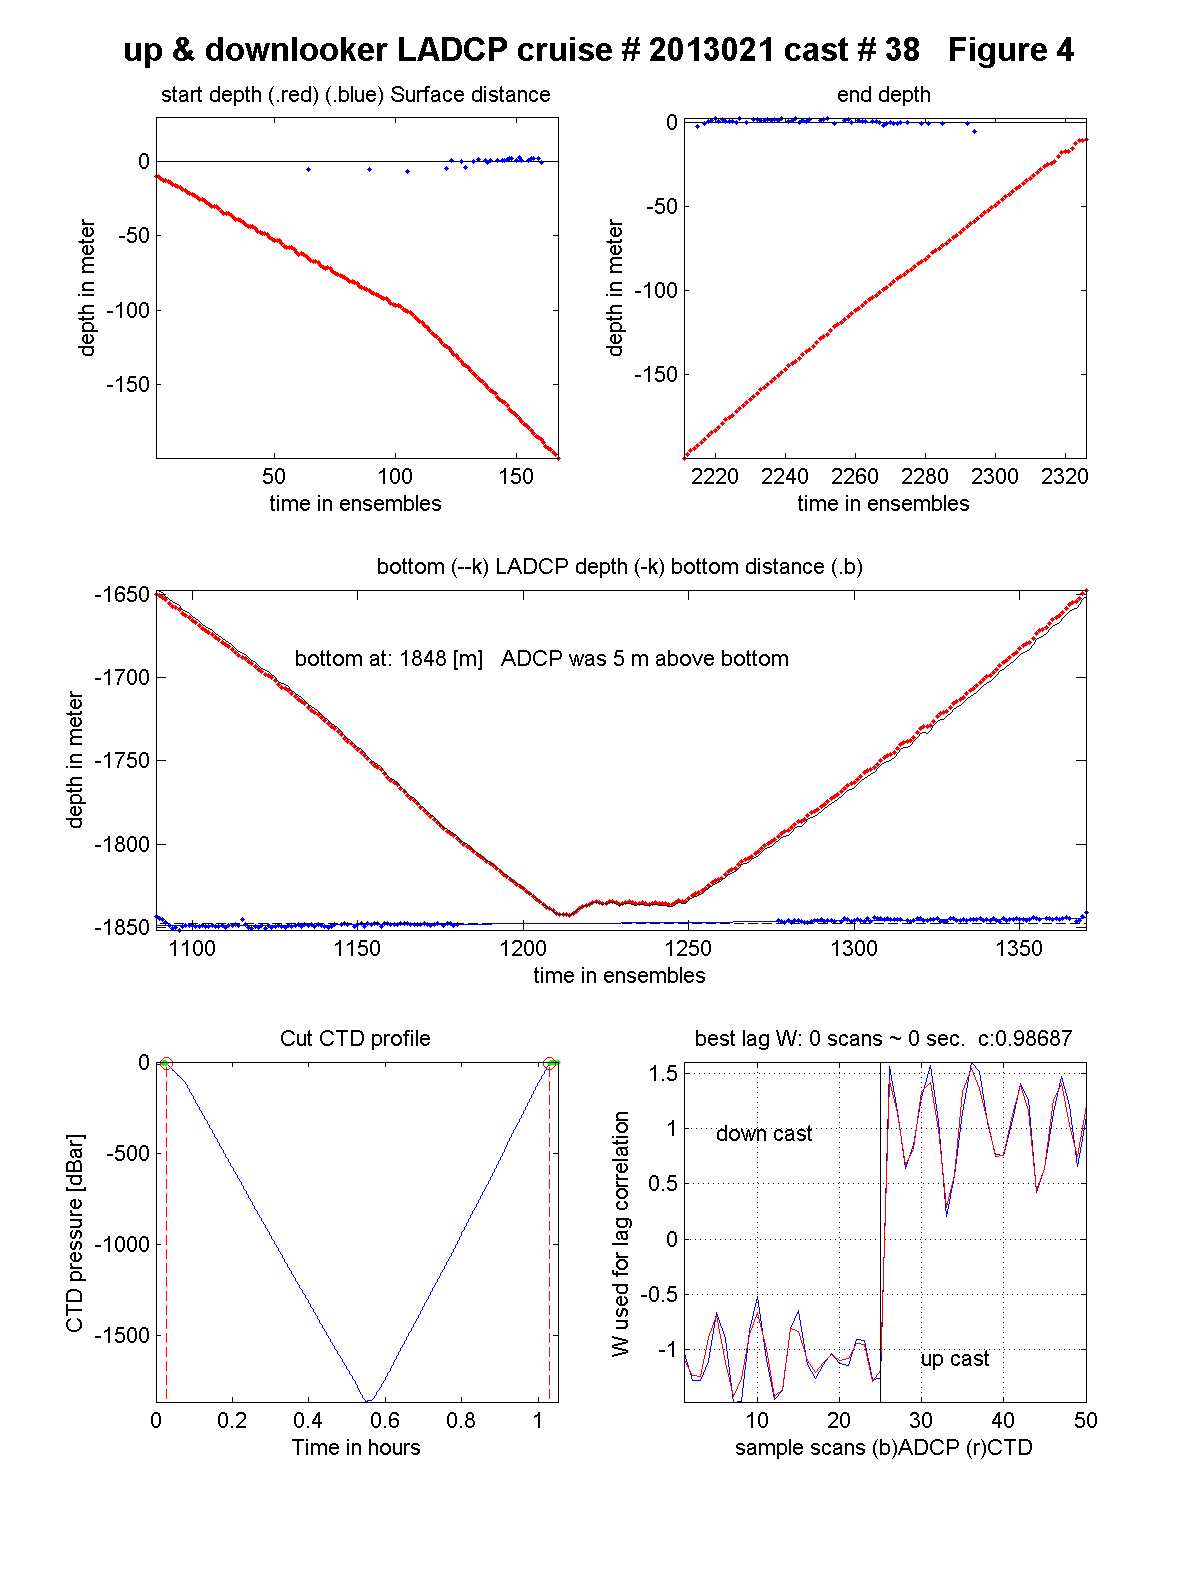 up & downlooker LADCP cruise # 2013021 cast # 38   Figure 4
start depth (.red) (.blue) Surface distance
0
-50
-100
-150
depth in meter
50 100 150
time in ensembles
end depth
0
-50
-100
-150
depth in meter
2220 2240 2260 2280 2300 2320
time in ensembles
bottom (--k) LADCP depth (-k) bottom distance (.b)
-1650
-1700
-1750
-1800
-1850
depth in meter
bottom at: 1848 [m]   ADCP was 5 m above bottom
1100 1150 1200 1250 1300 1350
time in ensembles
Cut CTD profile
0
-500
-1000
-1500
CTD pressure [dBar]
0 0.2 0.4 0.6 0.8 1
Time in hours
best lag W: 0 scans ~ 0 sec.  c:0.98687
1.5
1
0.5
0
-0.5
-1
W used for lag correlation
down cast
up cast
10 20 30 40 50
sample scans (b)ADCP (r)CTD